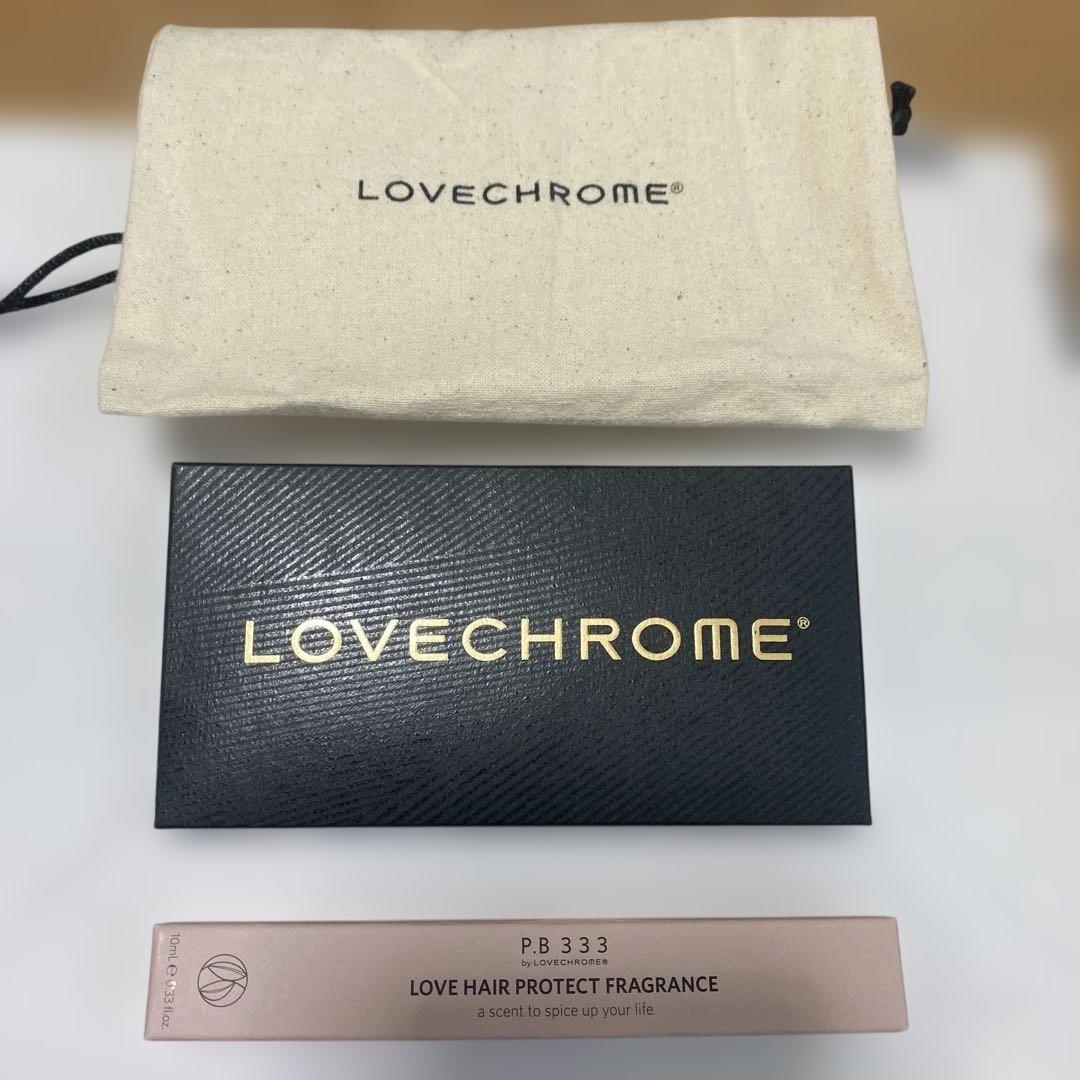 LOVECHROME®
LOVECHROME®
P.B 333
by LOVECHROME®
LOVE HAIR PROTECT FRAGRANCE
a scent to spice up your life
10mL ℮ 0.33 fl.oz.